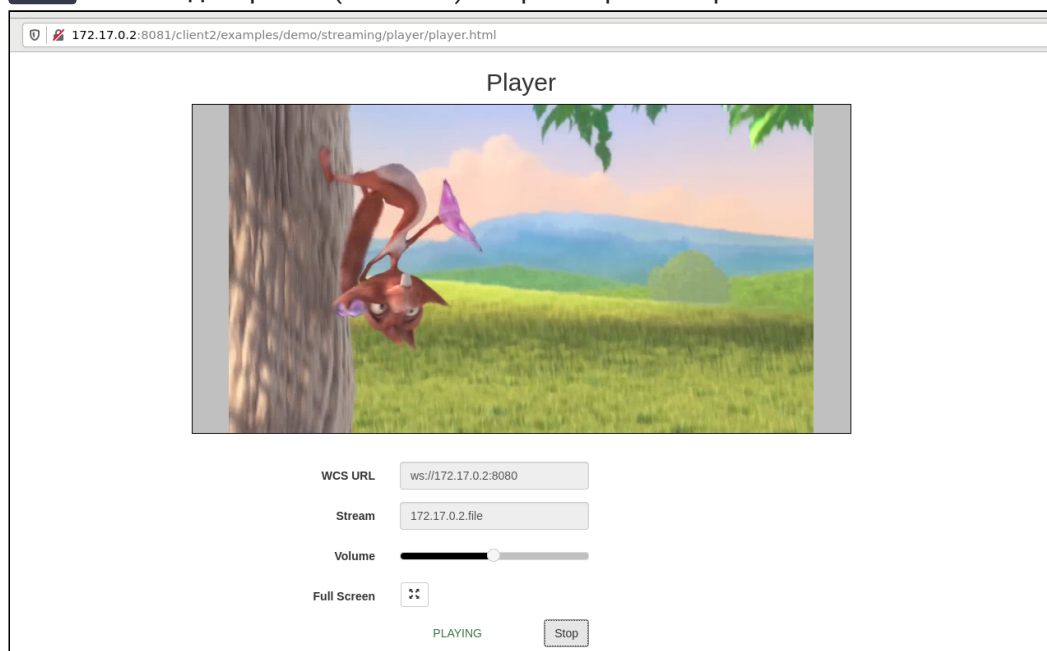 172.17.0.2:8081/client2/examples/demo/streaming/player/player.html
Player
WCS URL
ws://172.17.0.2:8080
Stream
172.17.0.2.file
Volume
Full Screen
PLAYING
Stop